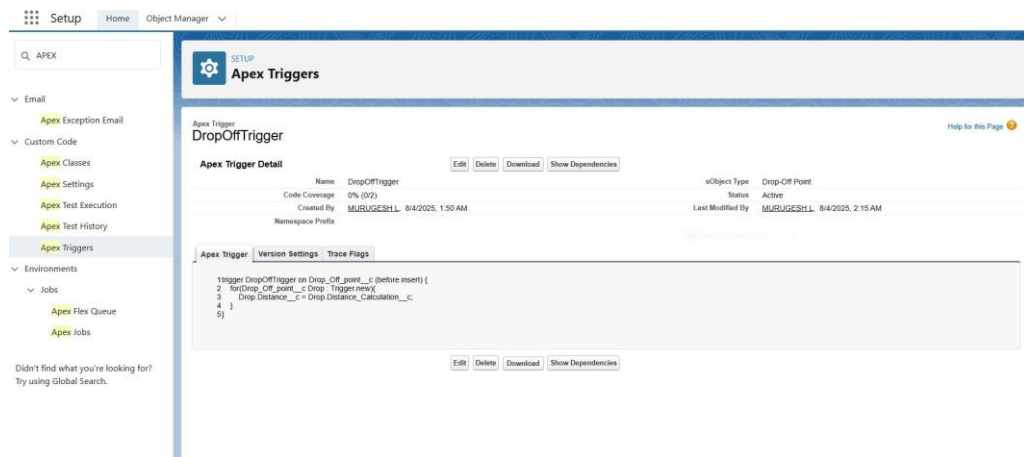 Setup Home Object Manager
APEX
Email
Apex Exception Email
Custom Code
Apex Classes
Apex Settings
Apex Test Execution
Apex Test History
Apex Triggers
Environments
Jobs
Apex Flex Queue
Apex Jobs
Didn't find what you're looking for?
Try using Global Search.
SETUP
Apex Triggers
Apex Trigger
DropOffTrigger
Help for this Page
Apex Trigger Detail Edit Delete Download Show Dependencies
Name DropOffTrigger sObject Type Drop-Off Point
Code Coverage 0% (0/2) Status Active
Created By MURUGESH L, 8/4/2025, 1:50 AM Last Modified By MURUGESH L, 8/4/2025, 2:15 AM
Namespace Prefix
Apex Trigger Version Settings Trace Flags
1 trigger DropOffTrigger on Drop_Off_point__c (before insert) {
2 for(Drop_Off_point__c Drop : Trigger.new){
3 Drop.Distance__c = Drop.Distance_Calculation__c;
4 }
5 }
Edit Delete Download Show Dependencies